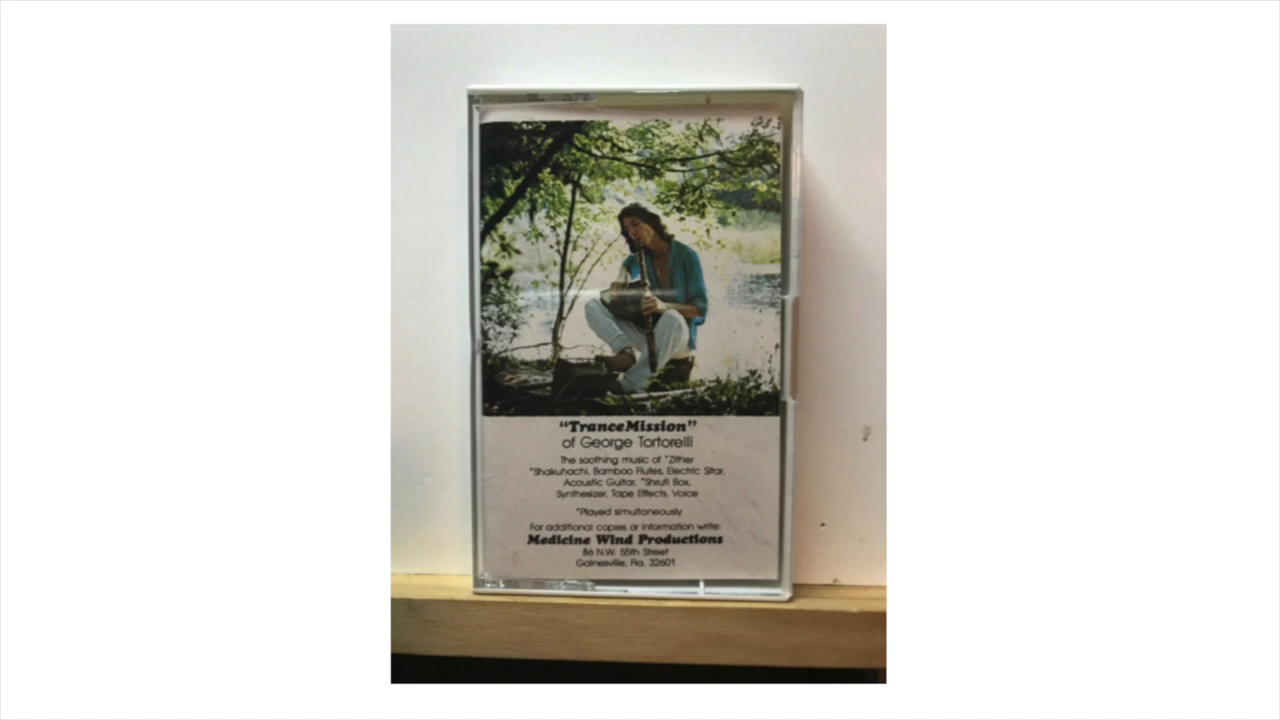 “TranceMission”
of George Tortorelli
The soothing music of *Zither
*Shakuhachi, Bamboo Flutes, Electric Sitar,
Acoustic Guitar, *Shruti Box,
Synthesizer, Tape Effects, Voice
*Played simultaneously
For additional copies or information write:
Medicine Wind Productions
86 N.W. 55th Street
Gainesville, Fla. 32601